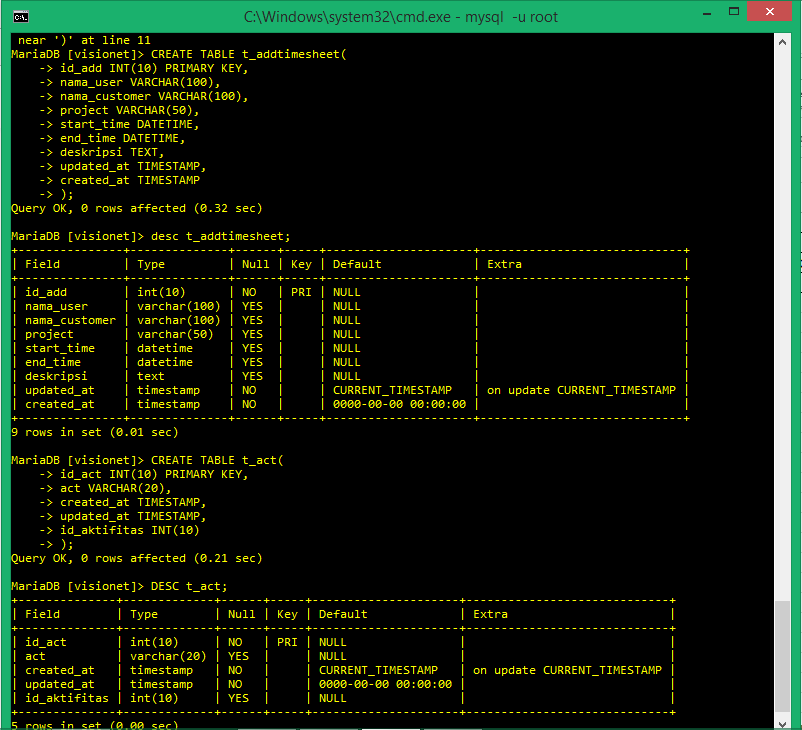 C:\Windows\system32\cmd.exe - mysql  -u root
 near ')' at line 11
MariaDB [visionet]> CREATE TABLE t_addtimesheet(
    -> id_add INT(10) PRIMARY KEY,
    -> nama_user VARCHAR(100),
    -> nama_customer VARCHAR(100),
    -> project VARCHAR(50),
    -> start_time DATETIME,
    -> end_time DATETIME,
    -> deskripsi TEXT,
    -> updated_at TIMESTAMP,
    -> created_at TIMESTAMP
    -> );
Query OK, 0 rows affected (0.32 sec)

MariaDB [visionet]> desc t_addtimesheet;
+---------------+--------------+------+-----+---------------------+-----------------------------+
| Field         | Type         | Null | Key | Default             | Extra                       |
+---------------+--------------+------+-----+---------------------+-----------------------------+
| id_add        | int(10)      | NO   | PRI | NULL                |                             |
| nama_user     | varchar(100) | YES  |     | NULL                |                             |
| nama_customer | varchar(100) | YES  |     | NULL                |                             |
| project       | varchar(50)  | YES  |     | NULL                |                             |
| start_time    | datetime     | YES  |     | NULL                |                             |
| end_time      | datetime     | YES  |     | NULL                |                             |
| deskripsi     | text         | YES  |     | NULL                |                             |
| updated_at    | timestamp    | NO   |     | CURRENT_TIMESTAMP   | on update CURRENT_TIMESTAMP |
| created_at    | timestamp    | NO   |     | 0000-00-00 00:00:00 |                             |
+---------------+--------------+------+-----+---------------------+-----------------------------+
9 rows in set (0.01 sec)

MariaDB [visionet]> CREATE TABLE t_act(
    -> id_act INT(10) PRIMARY KEY,
    -> act VARCHAR(20),
    -> created_at TIMESTAMP,
    -> updated_at TIMESTAMP,
    -> id_aktifitas INT(10)
    -> );
Query OK, 0 rows affected (0.21 sec)

MariaDB [visionet]> DESC t_act;
+--------------+-------------+------+-----+---------------------+-----------------------------+
| Field        | Type        | Null | Key | Default             | Extra                       |
+--------------+-------------+------+-----+---------------------+-----------------------------+
| id_act       | int(10)     | NO   | PRI | NULL                |                             |
| act          | varchar(20) | YES  |     | NULL                |                             |
| created_at   | timestamp   | NO   |     | CURRENT_TIMESTAMP   | on update CURRENT_TIMESTAMP |
| updated_at   | timestamp   | NO   |     | 0000-00-00 00:00:00 |                             |
| id_aktifitas | int(10)     | YES  |     | NULL                |                             |
+--------------+-------------+------+-----+---------------------+-----------------------------+
5 rows in set (0.00 sec)